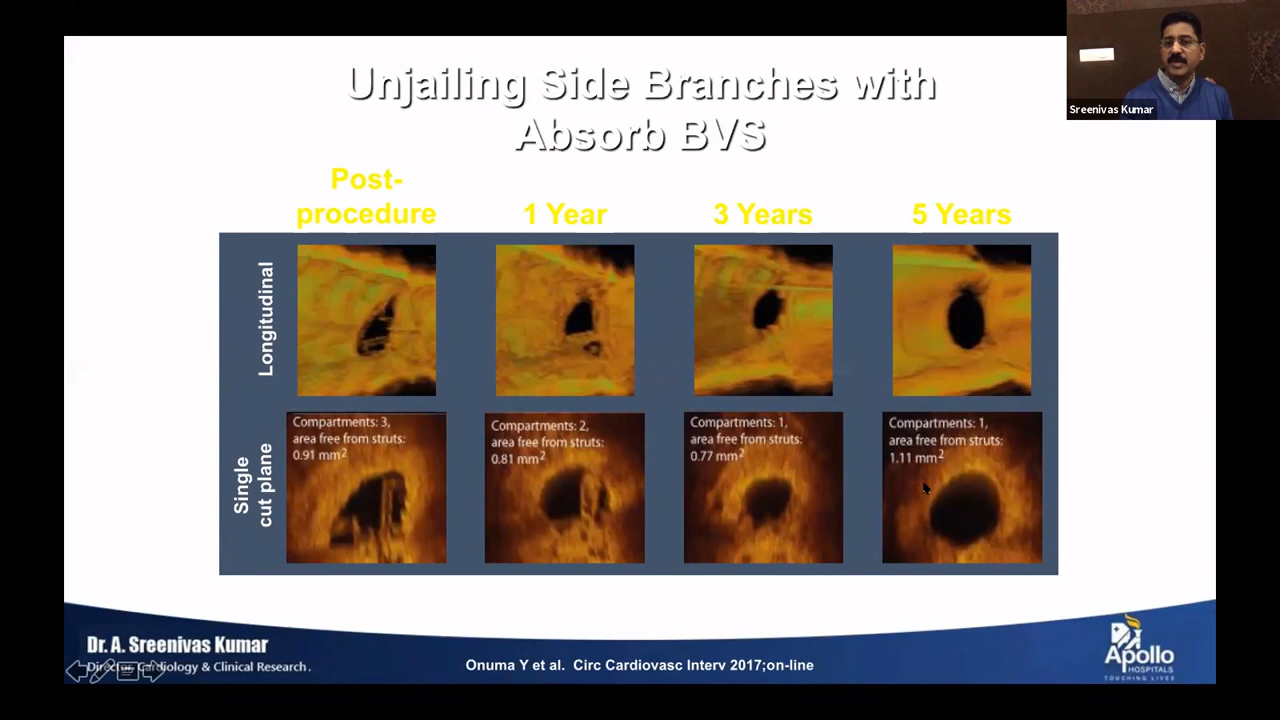 Sreenivas Kumar
Unjailing Side Branches with
Absorb BVS
Post-
procedure
1 Year
3 Years
5 Years
Longitudinal
Single
cut plane
Compartments: 3,
area free from struts:
0.91 mm²
Compartments: 2,
area free from struts:
0.81 mm²
Compartments: 1,
area free from struts:
0.77 mm²
Compartments: 1,
area free from struts:
1.11 mm²
Dr. A. Sreenivas Kumar
Director Cardiology & Clinical Research .
Onuma Y et al. Circ Cardiovasc Interv 2017;on-line
Apollo
HOSPITALS
TOUCHING LIVES